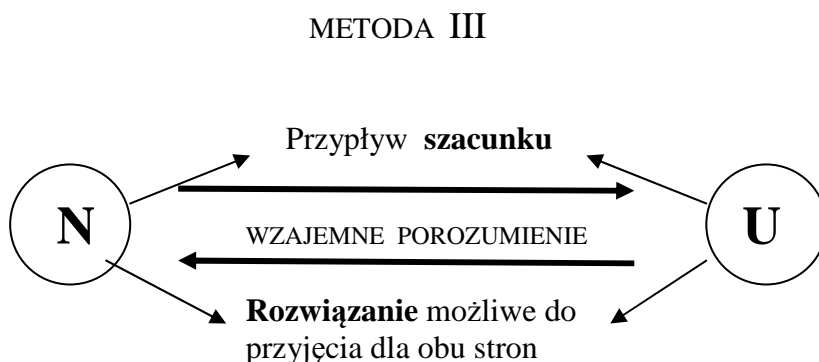 METODA III
Przypływ szacunku
N
U
WZAJEMNE POROZUMIENIE
Rozwiązanie możliwe do
przyjęcia dla obu stron